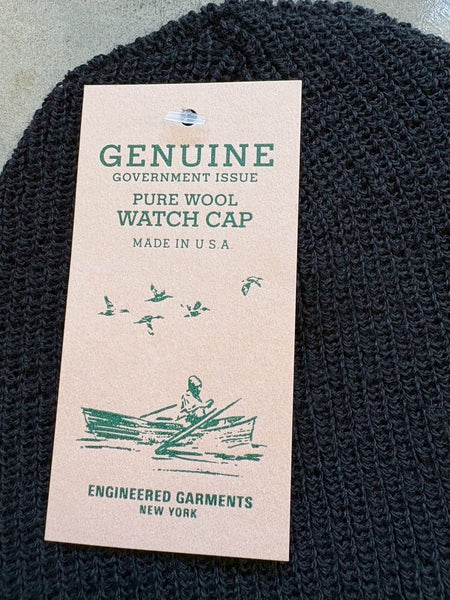 GENUINE
GOVERNMENT ISSUE
PURE WOOL
WATCH CAP
MADE IN U.S.A.
ENGINEERED GARMENTS
NEW YORK